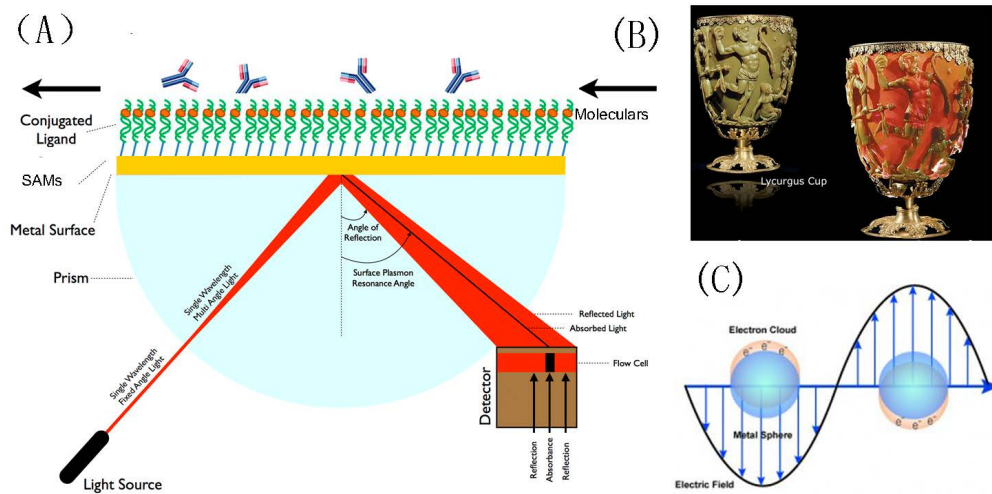 (A)
Conjugated
Ligand
Moleculars
SAMs
Metal Surface
Prism
Angle of
Reflection
Surface Plasmon
Resonance Angle
Single Wavelength
Multi Angle Light
Single Wavelength
Fixed Angle Light
Reflected Light
Absorbed Light
Flow Cell
Detector
Reflection
Absorbance
Reflection
Light Source
(B)
Lycurgus Cup
(C)
Electron Cloud
e⁻ e⁻ e⁻
Metal Sphere
e⁻ e⁻ e⁻
Electric Field